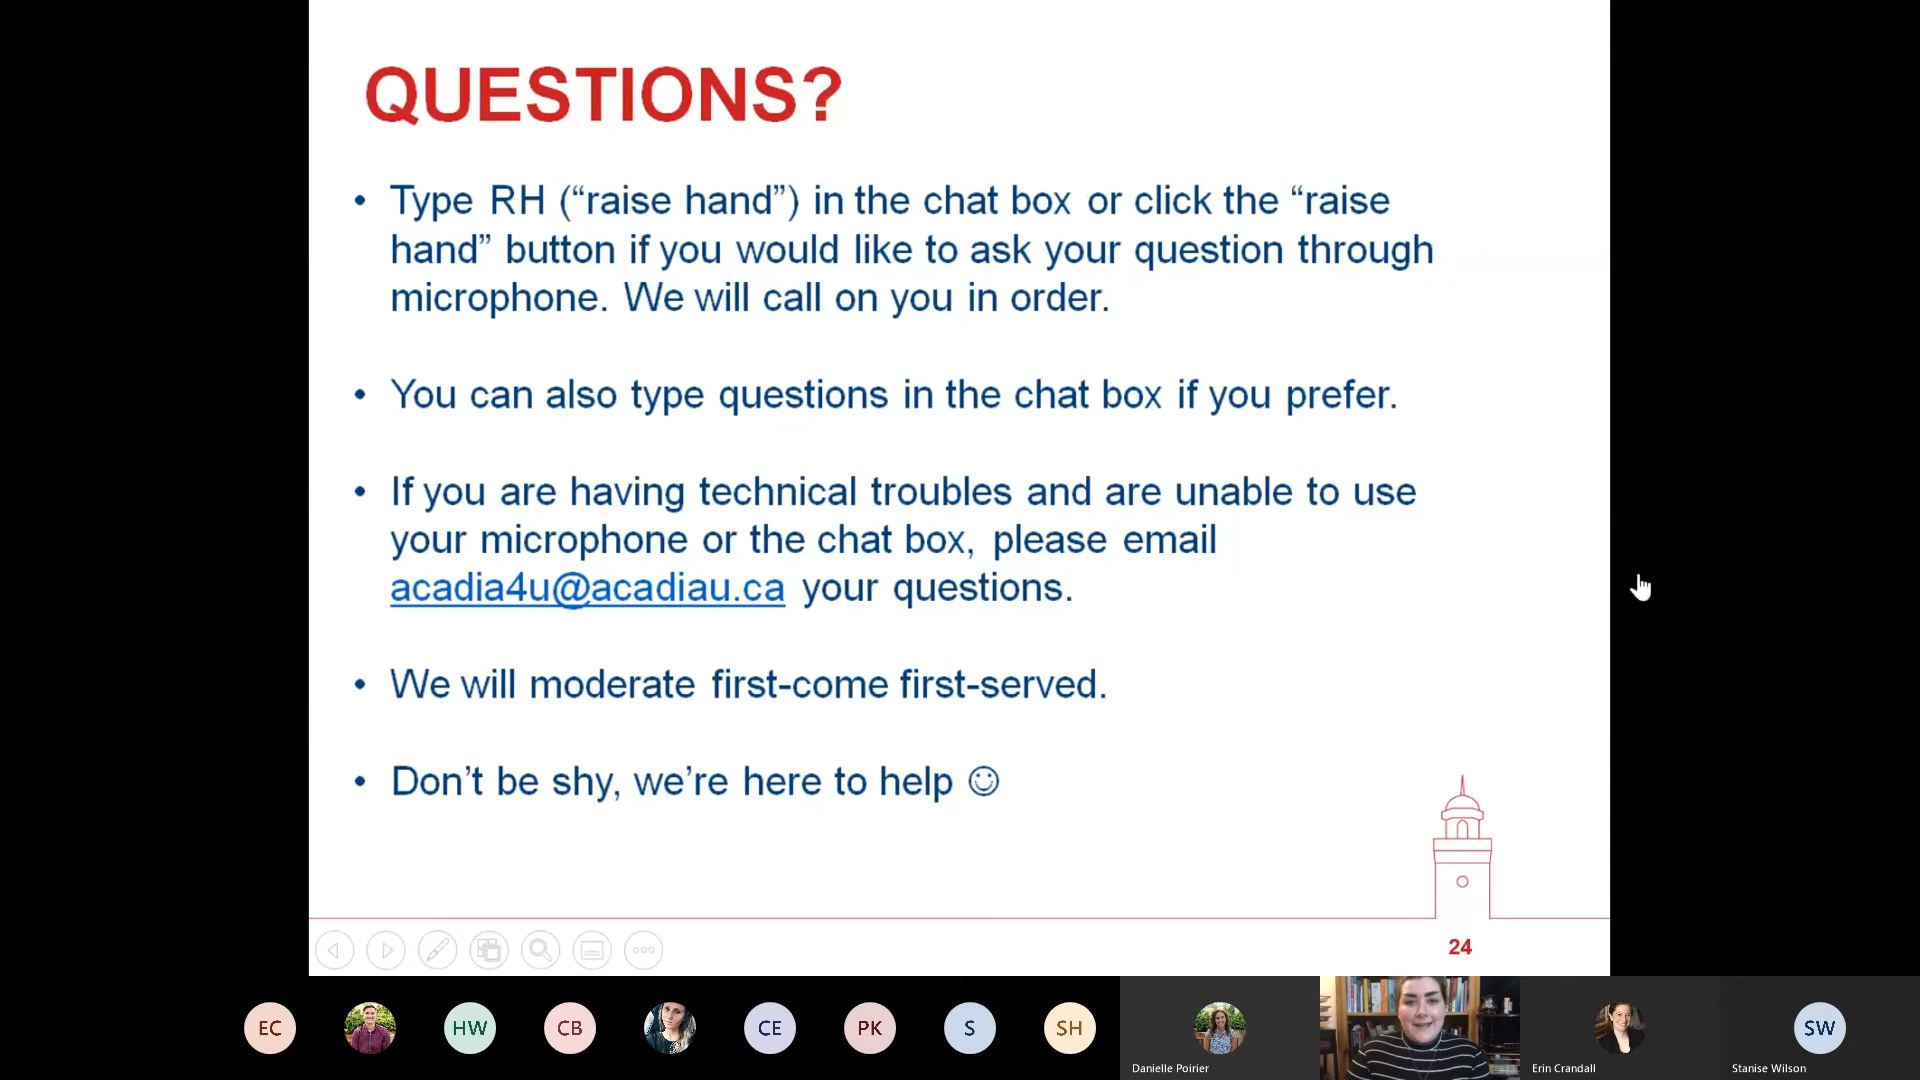 QUESTIONS?
• Type RH (“raise hand”) in the chat box or click the “raise
hand” button if you would like to ask your question through
microphone. We will call on you in order.
• You can also type questions in the chat box if you prefer.
• If you are having technical troubles and are unable to use
your microphone or the chat box, please email
acadia4u@acadiau.ca your questions.
• We will moderate first-come first-served.
• Don’t be shy, we’re here to help ☺
24
EC
HW
CB
CE
PK
S
SH
SW
Danielle Poirier
Erin Crandall
Stanise Wilson